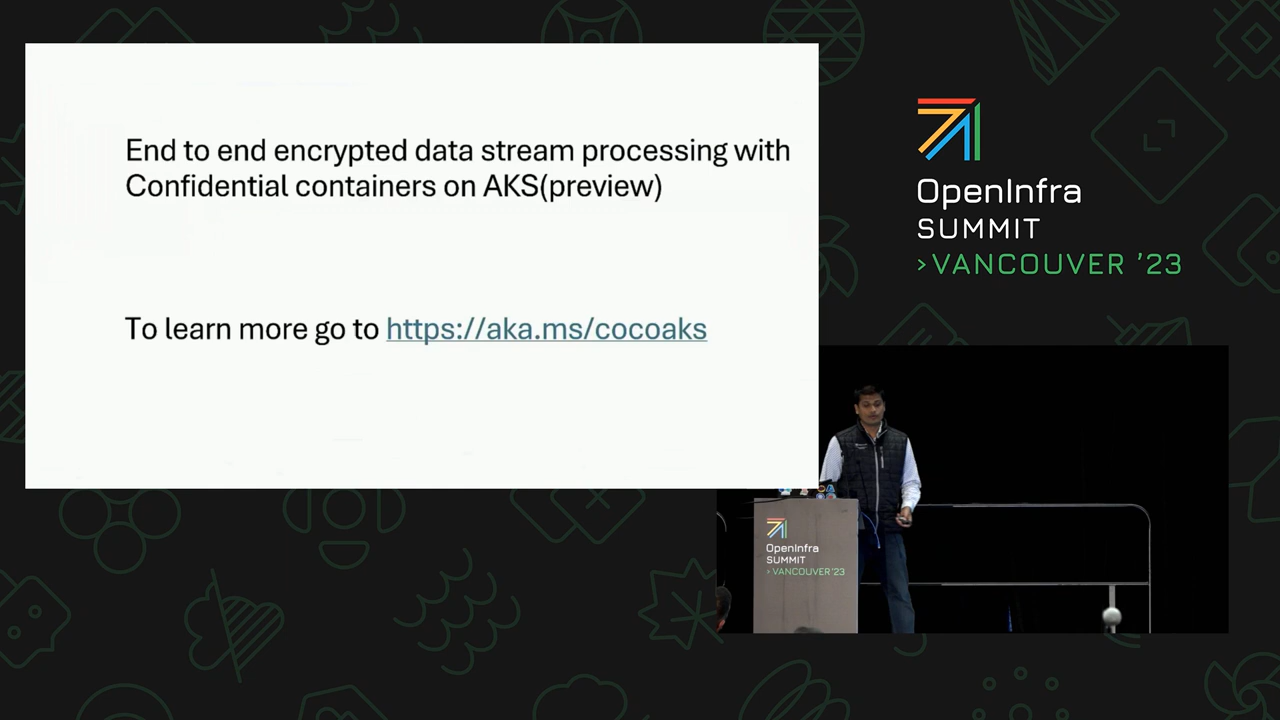 End to end encrypted data stream processing with
Confidential containers on AKS(preview)
To learn more go to https://aka.ms/cocoaks
OpenInfra
SUMMIT
>VANCOUVER '23
OpenInfra
SUMMIT
>VANCOUVER '23